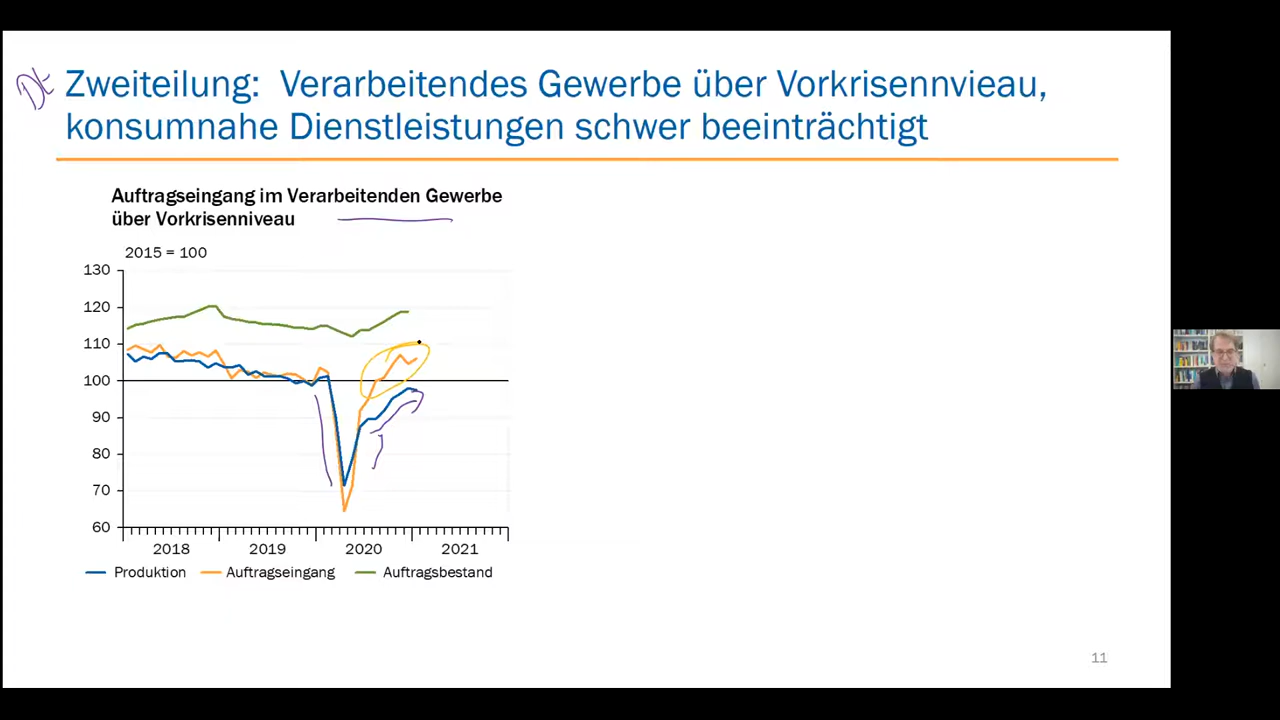 Zweiteilung: Verarbeitendes Gewerbe über Vorkrisennvieau,
konsumnahe Dienstleistungen schwer beeinträchtigt
Auftragseingang im Verarbeitenden Gewerbe
über Vorkrisenniveau
2015 = 100
130
120
110
100
90
80
70
60
2018 2019 2020 2021
Produktion Auftragseingang Auftragsbestand
11